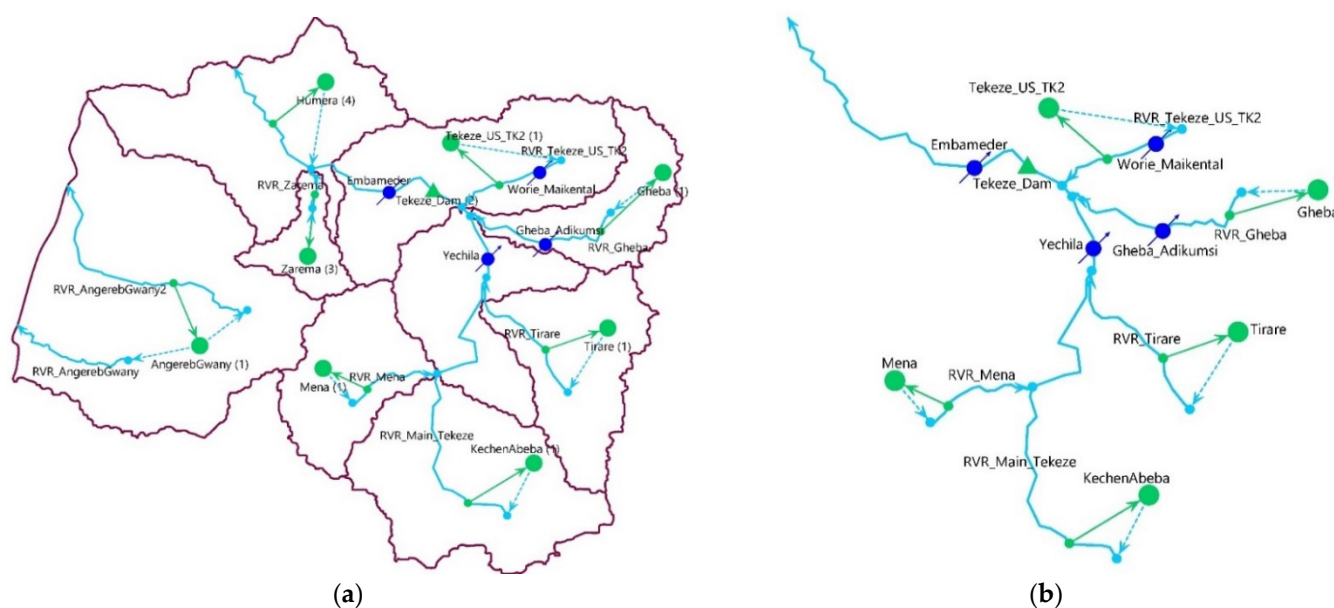 Humera (4)
Tekeze_US_TK2 (1)
RVR_Tekeze_US_TK2
RVR_Zarema
Embameder
Worie_Maikental
Gheba (1)
Tekeze_Dam (2)
Gheba_Adikumsi
RVR_Gheba
Yechila
Zarema (3)
RVR_AngerebGwany2
RVR_Tirare
Tirare (1)
AngerebGwany (1)
RVR_AngerebGwany
Mena (1)
RVR_Mena
RVR_Main_Tekeze
KechenAbeba (1)
(a)
Tekeze_US_TK2
RVR_Tekeze_US_TK2
Embameder
Worie_Maikental
Tekeze_Dam
Gheba
RVR_Gheba
Yechila
Gheba_Adikumsi
RVR_Tirare
Tirare
Mena
RVR_Mena
RVR_Main_Tekeze
KechenAbeba
(b)